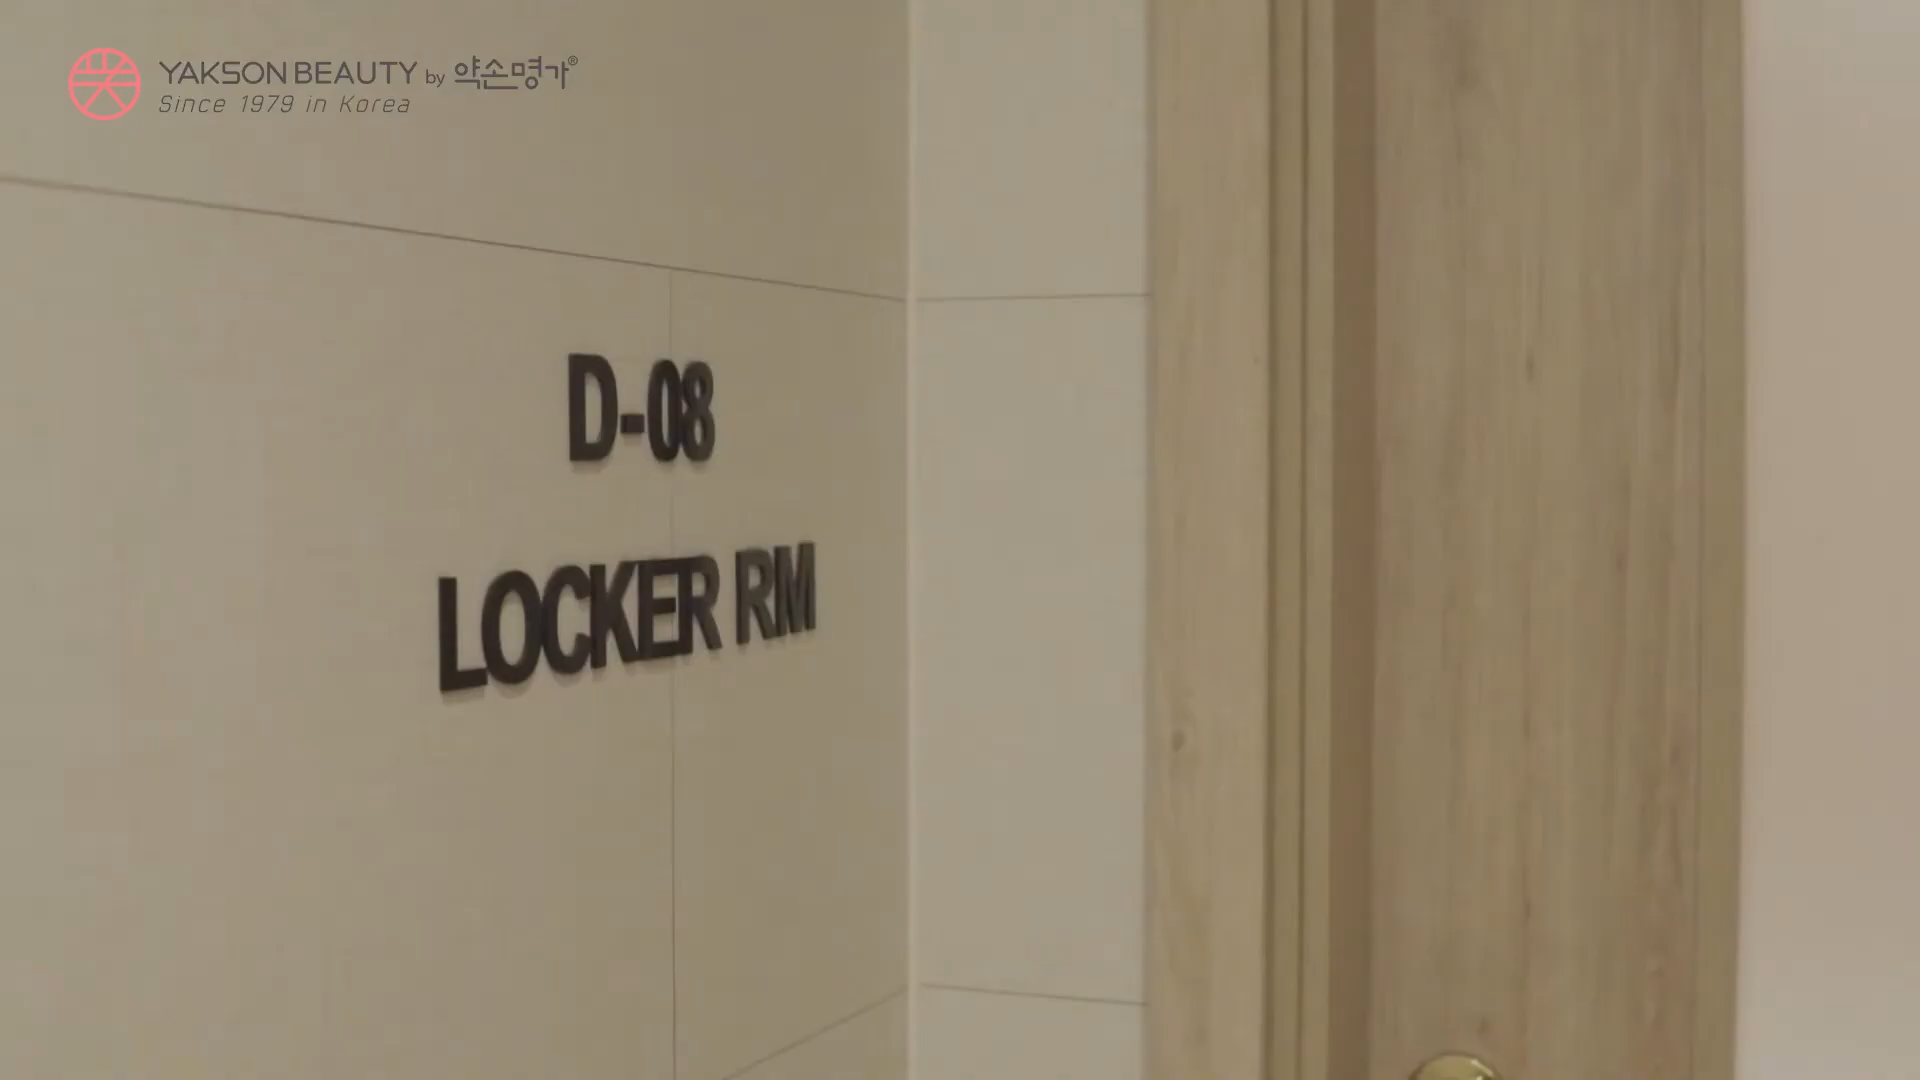 YAKSON BEAUTY by 약손명가®
Since 1979 in Korea
D-08
LOCKER RM